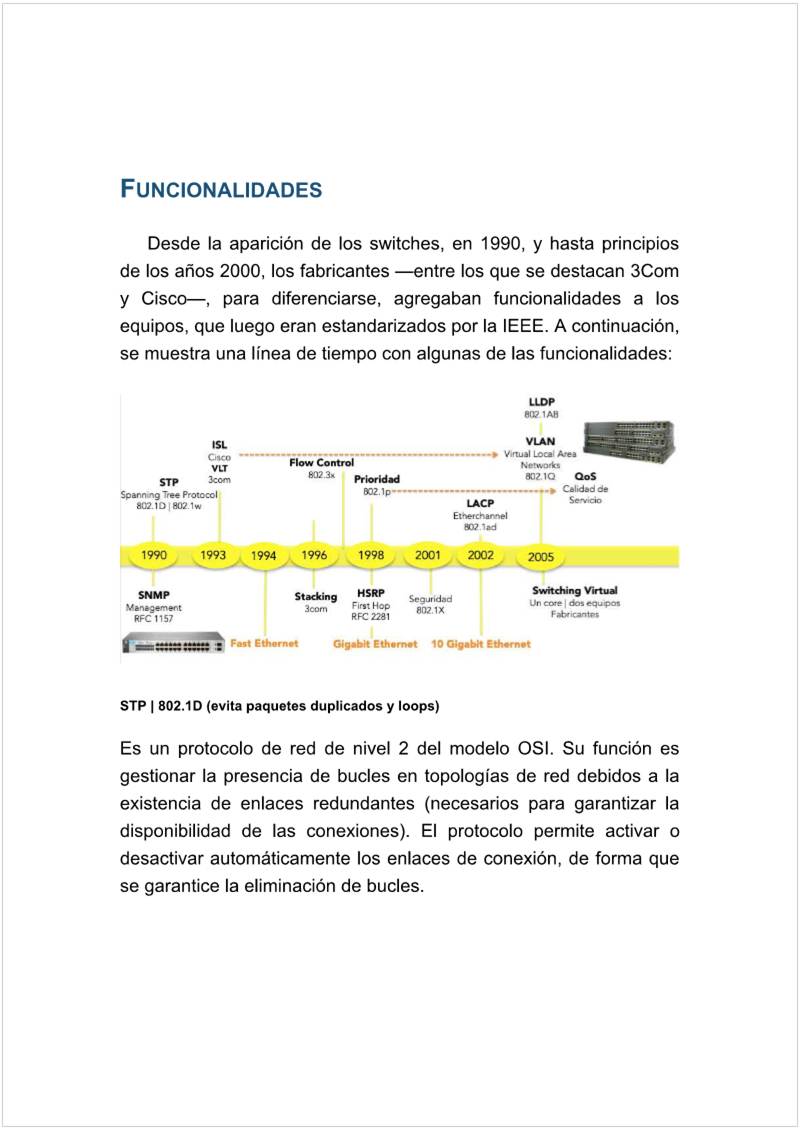 FUNCIONALIDADES
Desde la aparición de los switches, en 1990, y hasta principios
de los años 2000, los fabricantes —entre los que se destacan 3Com
y Cisco—, para diferenciarse, agregaban funcionalidades a los
equipos, que luego eran estandarizados por la IEEE. A continuación,
se muestra una línea de tiempo con algunas de las funcionalidades:
LLDP
802.1AB
ISL
Cisco
VLT
3com
VLAN
Virtual Local Area
Networks
802.1Q
Flow Control
802.3x
STP
Spanning Tree Protocol
802.1D | 802.1w
Prioridad
802.1p
QoS
Calidad de
Servicio
LACP
Etherchannel
802.1ad
1990 1993 1994 1996 1998 2001 2002 2005
SNMP
Management
RFC 1157
Stacking
3com
HSRP
First Hop
RFC 2281
Seguridad
802.1X
Switching Virtual
Un core | dos equipos
Fabricantes
Fast Ethernet Gigabit Ethernet 10 Gigabit Ethernet
STP | 802.1D (evita paquetes duplicados y loops)
Es un protocolo de red de nivel 2 del modelo OSI. Su función es
gestionar la presencia de bucles en topologías de red debidos a la
existencia de enlaces redundantes (necesarios para garantizar la
disponibilidad de las conexiones). El protocolo permite activar o
desactivar automáticamente los enlaces de conexión, de forma que
se garantice la eliminación de bucles.